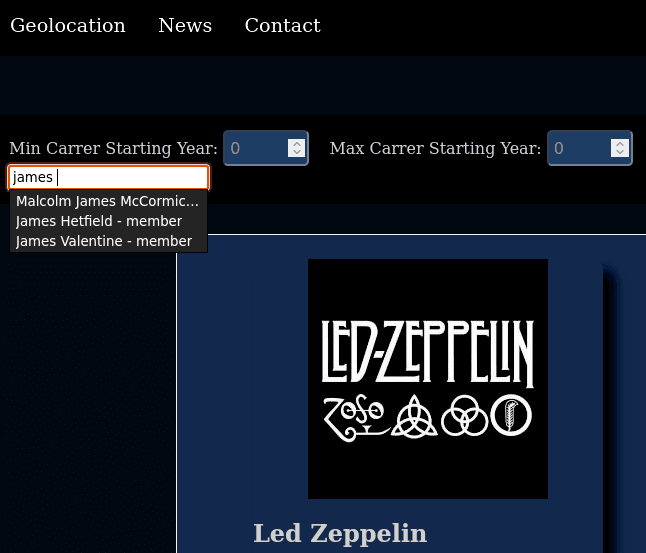 Geolocation News Contact
Min Carrer Starting Year: 0 Max Carrer Starting Year: 0
james
Malcolm James McCormic...
James Hetfield - member
James Valentine - member
LED-ZEPPELIN
Led Zeppelin